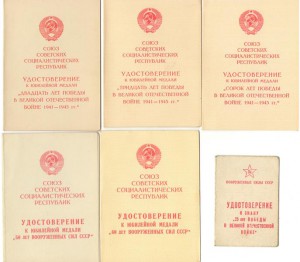 СОЮЗ
СОВЕТСКИХ
СОЦИАЛИСТИЧЕСКИХ
РЕСПУБЛИК
УДОСТОВЕРЕНИЕ
К ЮБИЛЕЙНОЙ МЕДАЛИ
„ДВАДЦАТЬ ЛЕТ ПОБЕДЫ
В ВЕЛИКОЙ ОТЕЧЕСТВЕННОЙ
ВОЙНЕ 1941—1945 гг."
СОЮЗ
СОВЕТСКИХ
СОЦИАЛИСТИЧЕСКИХ
РЕСПУБЛИК
УДОСТОВЕРЕНИЕ
К ЮБИЛЕЙНОЙ МЕДАЛИ
„ТРИДЦАТЬ ЛЕТ ПОБЕДЫ
В ВЕЛИКОЙ ОТЕЧЕСТВЕННОЙ
ВОЙНЕ 1941—1945 гг."
СОЮЗ
СОВЕТСКИХ
СОЦИАЛИСТИЧЕСКИХ
РЕСПУБЛИК
УДОСТОВЕРЕНИЕ
К ЮБИЛЕЙНОЙ МЕДАЛИ
„СОРОК ЛЕТ ПОБЕДЫ
В ВЕЛИКОЙ ОТЕЧЕСТВЕННОЙ
ВОЙНЕ 1941—1945 гг."
СОЮЗ
СОВЕТСКИХ
СОЦИАЛИСТИЧЕСКИХ
РЕСПУБЛИК
УДОСТОВЕРЕНИЕ
К ЮБИЛЕЙНОЙ МЕДАЛИ
ЛЕТ ВООРУЖЕННЫХ СИЛ СССР"
СОЮЗ
СОВЕТСКИХ
СОЦИАЛИСТИЧЕСКИХ
РЕСПУБЛИК
УДОСТОВЕРЕНИЕ
К ЮБИЛЕЙНОЙ МЕДАЛИ
ЛЕТ ВООРУЖЕННЫХ СИЛ СССР"
ВООРУЖЕННЫЕ СИЛЫ СССР
УДОСТОВЕРЕНИЕ
К ЗНАКУ
„25 ЛЕТ ПОБЕДЫ
В ВЕЛИКОЙ ОТЕЧЕСТВЕННОЙ
ВОЙНЕ"